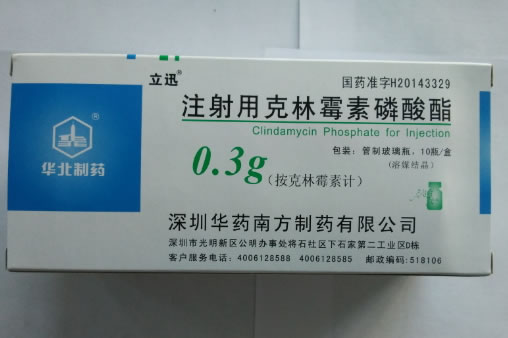 立迅®
国药准字H20143329
注射用克林霉素磷酸酯
Clindamycin Phosphate for Injection
包装：管制玻璃瓶，10瓶/盒
(溶媒结晶)
0.3g(按克林霉素计)
华北制药
深圳华药南方制药有限公司
深圳市光明新区公明办事处将石社区下石家第二工业区D栋
客户服务电话：4006128588 4006128585 邮政编码：518106